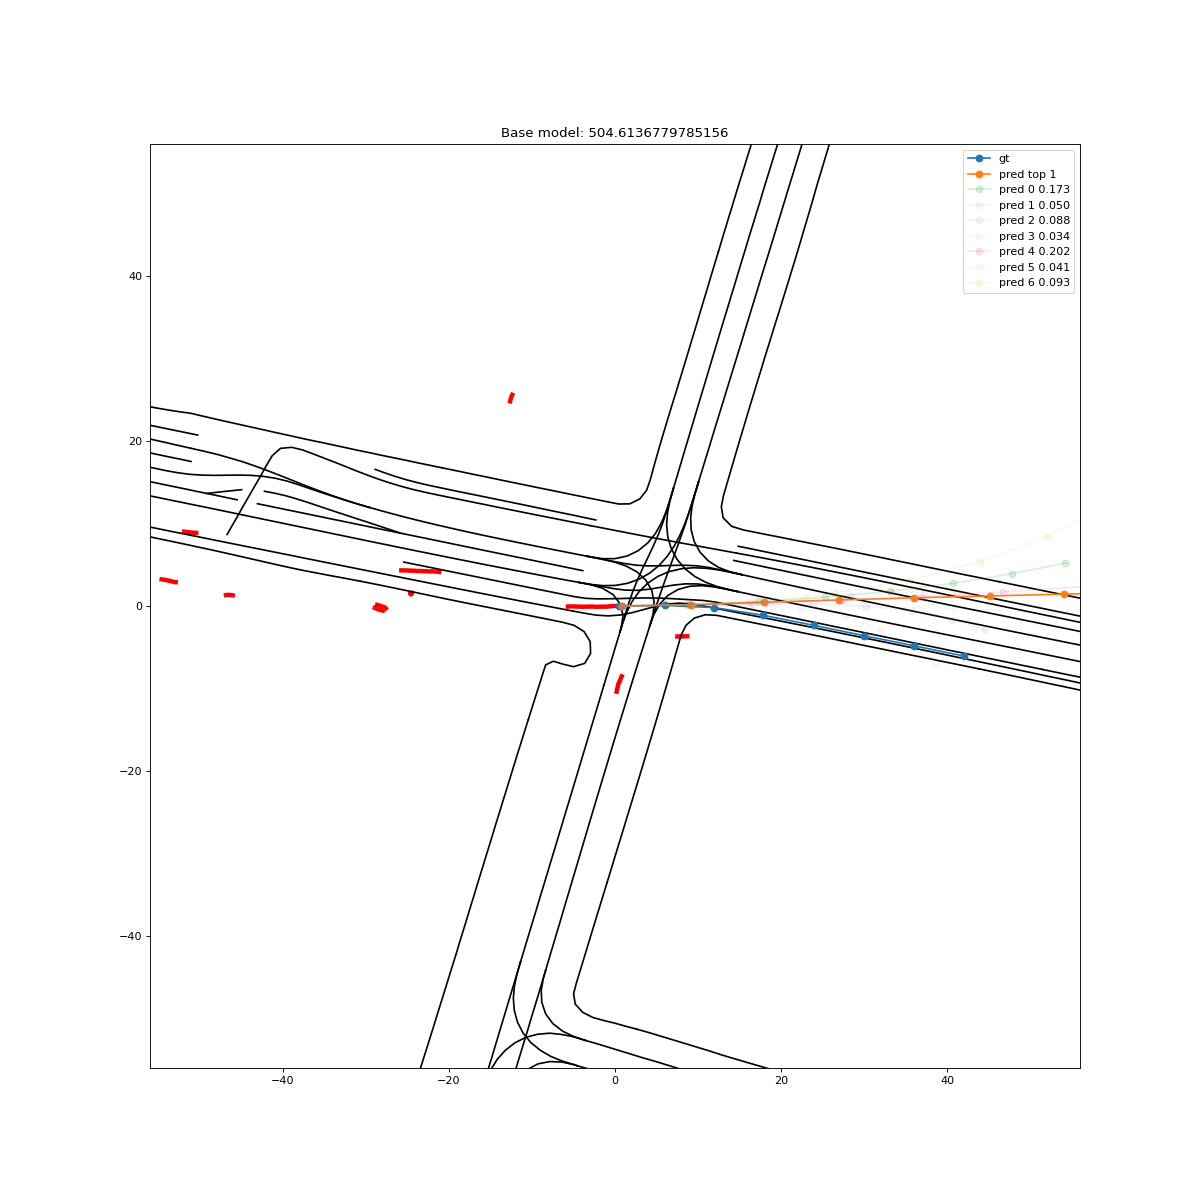 Base model: 504.6136779785156
gt
pred top 1
pred 0 0.173
pred 1 0.050
pred 2 0.088
pred 3 0.034
pred 4 0.202
pred 5 0.041
pred 6 0.093
40
20
0
−20
−40
−40
−20
0
20
40